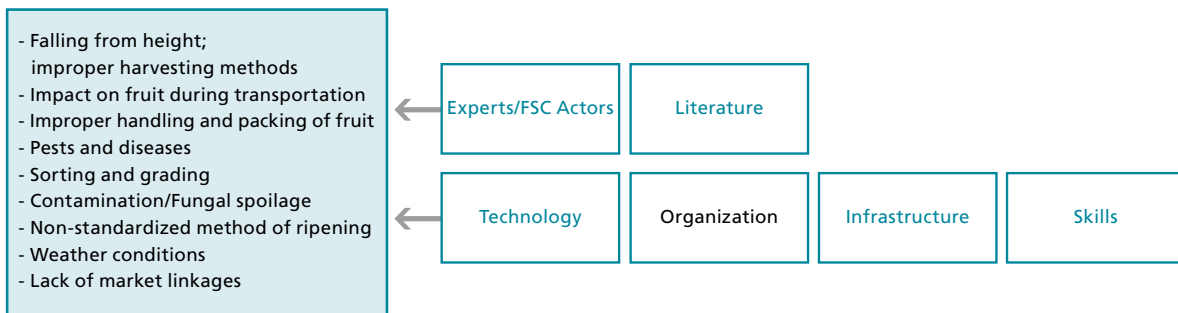 - Falling from height;
improper harvesting methods
- Impact on fruit during transportation
- Improper handling and packing of fruit
- Pests and diseases
- Sorting and grading
- Contamination/Fungal spoilage
- Non-standardized method of ripening
- Weather conditions
- Lack of market linkages
Experts/FSC Actors
Literature
Technology
Organization
Infrastructure
Skills